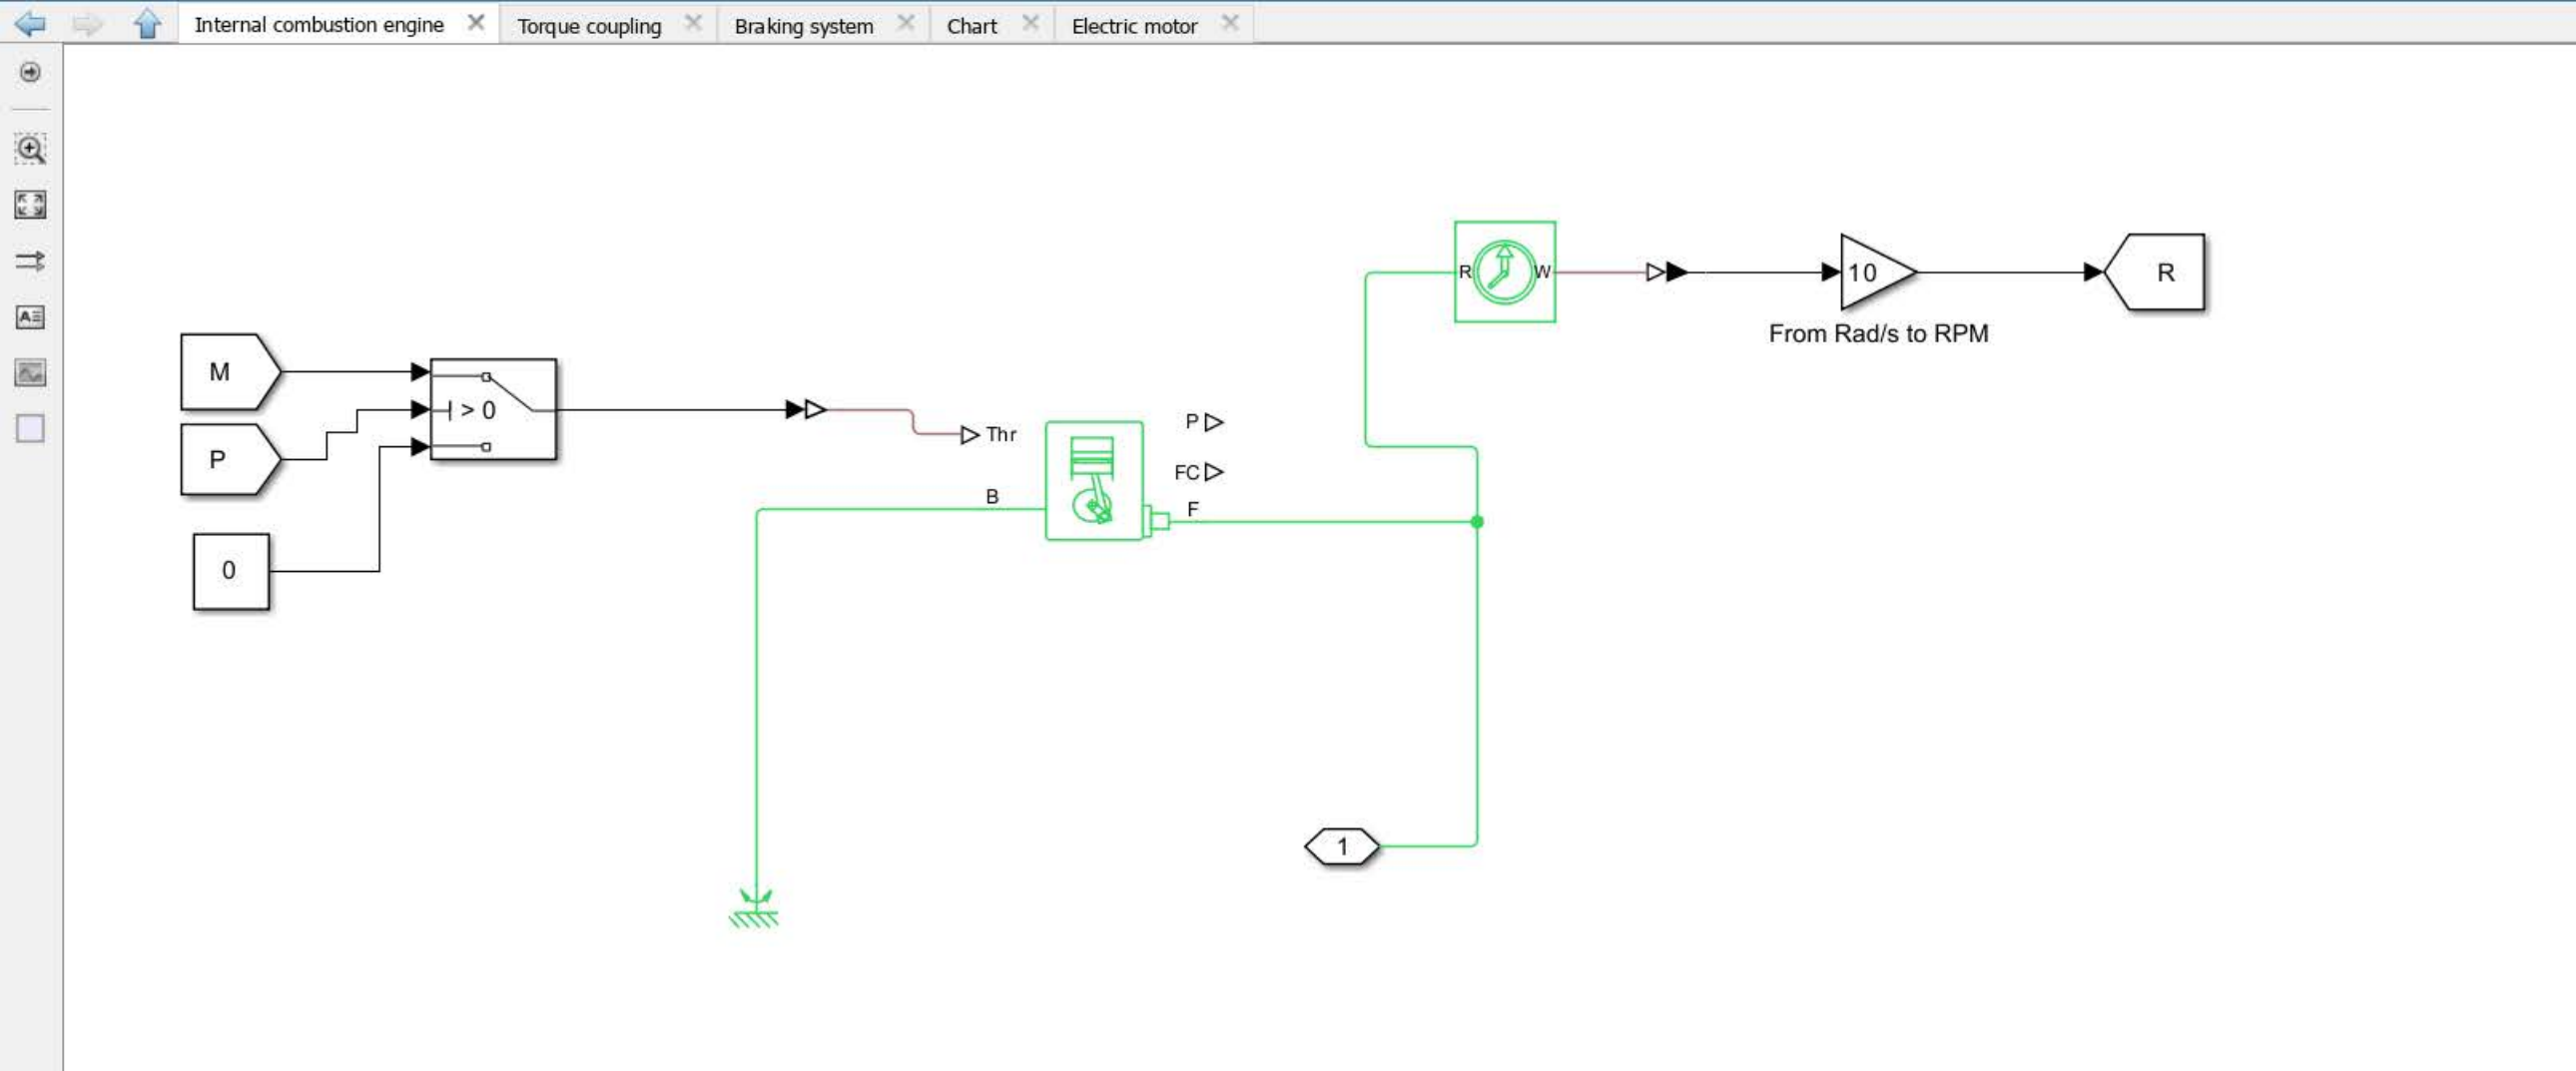 Internal combustion engine
Torque coupling
Braking system
Chart
Electric motor
R
W
10
R
From Rad/s to RPM
M
> 0
P
Thr
P
FC
B
F
0
1